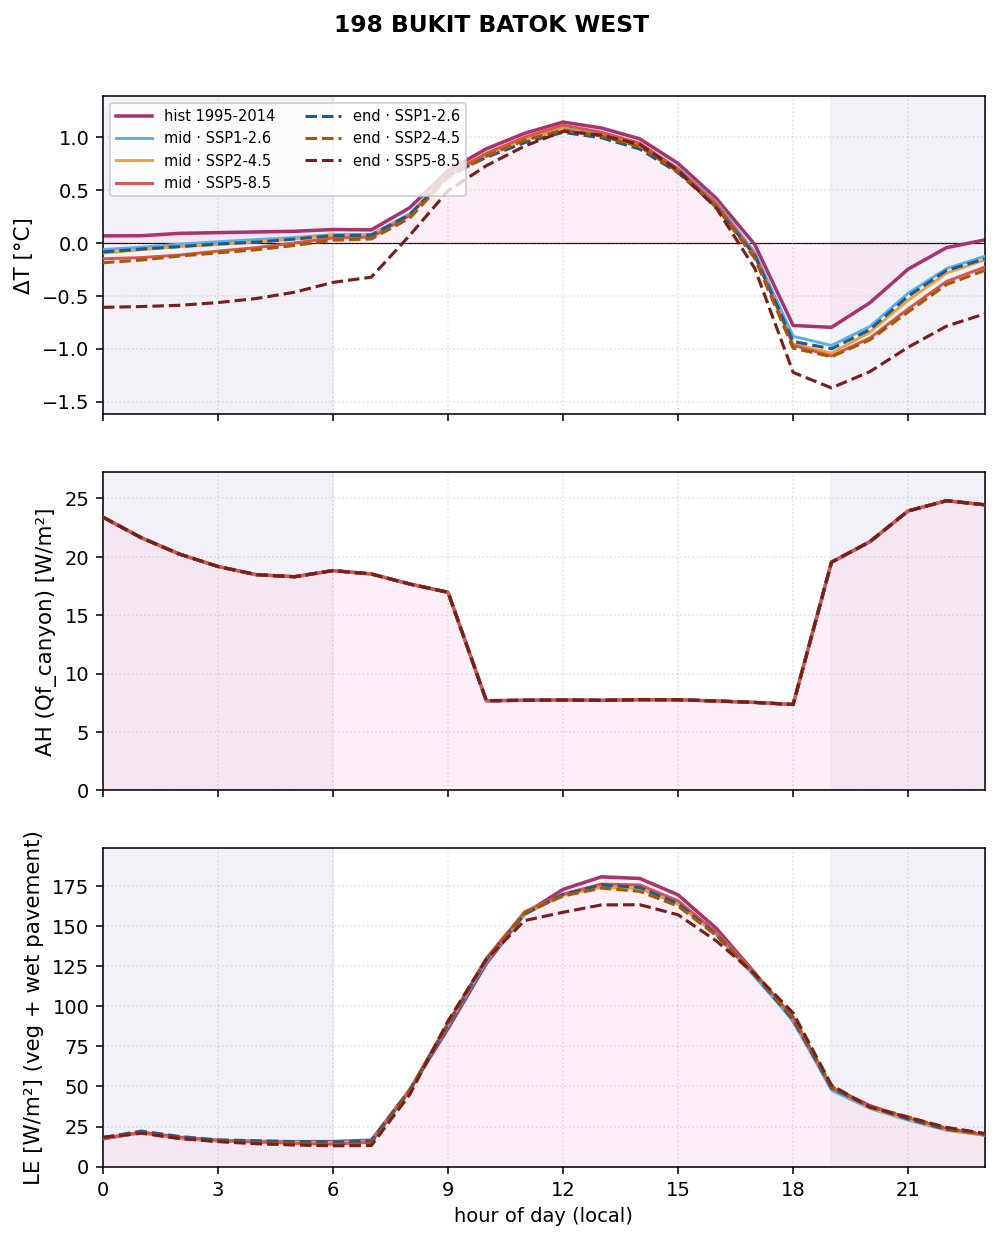 198 BUKIT BATOK WEST
hist 1995-2014
mid · SSP1-2.6
mid · SSP2-4.5
mid · SSP5-8.5
end · SSP1-2.6
end · SSP2-4.5
end · SSP5-8.5
ΔT [°C]
1.0
0.5
0.0
−0.5
−1.0
−1.5
AH (Qf_canyon) [W/m²]
25
20
15
10
5
0
LE [W/m²] (veg + wet pavement)
175
150
125
100
75
50
25
0
0 3 6 9 12 15 18 21
hour of day (local)